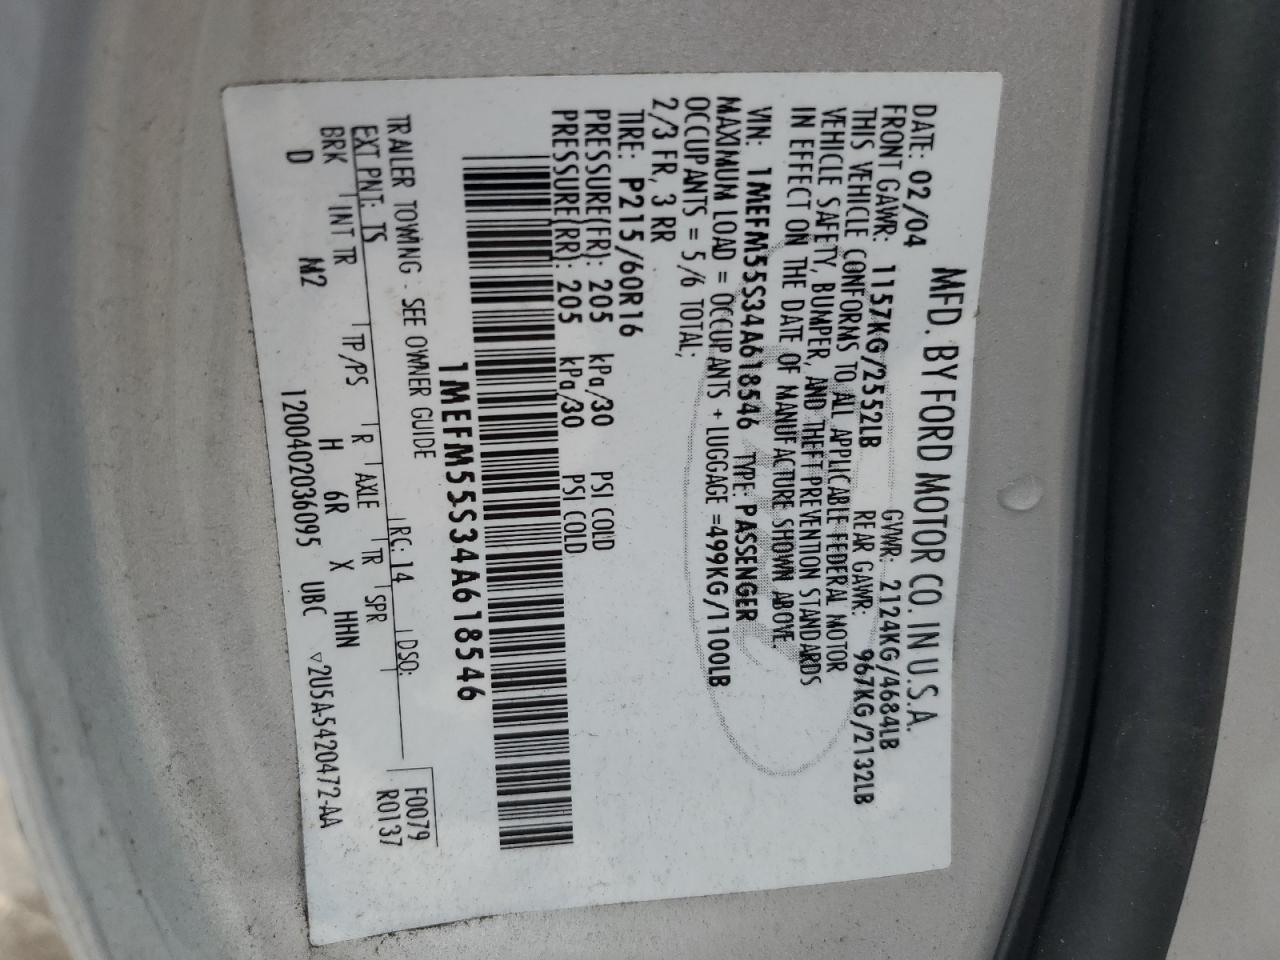 MFD. BY FORD MOTOR CO. IN U.S.A.
DATE: 02/04 GVWR: 2124KG/4684LB
FRONT GAWR: 1157KG/2552LB REAR GAWR: 967KG/2132LB
THIS VEHICLE CONFORMS TO ALL APPLICABLE FEDERAL MOTOR
VEHICLE SAFETY, BUMPER, AND THEFT PREVENTION STANDARDS
IN EFFECT ON THE DATE OF MANUFACTURE SHOWN ABOVE.
VIN: 1MEFM55S34A618546 TYPE: PASSENGER
MAXIMUM LOAD = OCCUPANTS + LUGGAGE =499KG/1100LB
OCCUPANTS = 5/6 TOTAL;
2/3 FR, 3 RR
TIRE: P215/60R16
PRESSURE(FR): 205 kPa/30 PSI COLD
PRESSURE(RR): 205 kPa/30 PSI COLD
1MEFM55S34A618546
TRAILER TOWING - SEE OWNER GUIDE
F0079
R0137
EXT PNT: TS RC: 14 DSO:
BRK INT TR TP/PS R AXLE TR SPR
D M2 H 6R X HHN
120040203609S UBC ▽2U5A-5420472-AA